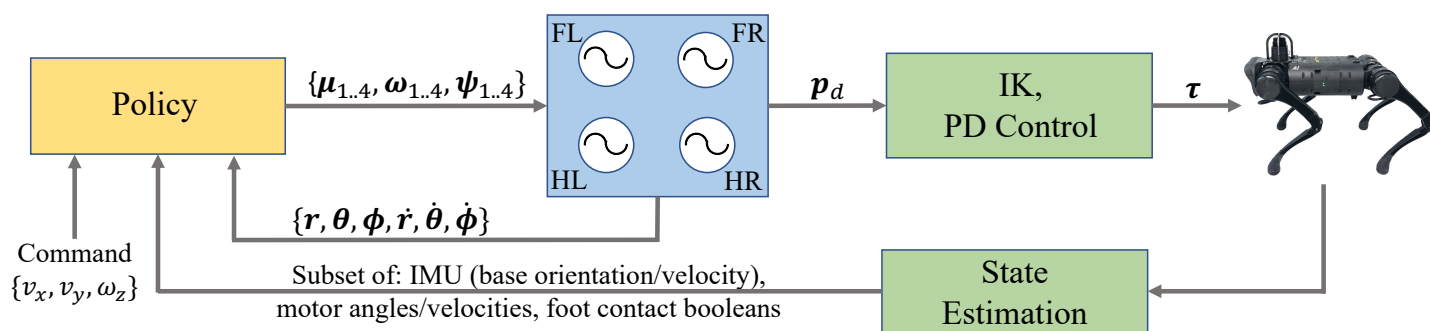 Policy
{μ1..4, ω1..4, ψ1..4}
FL
FR
HL
HR
p_d
IK,
PD Control
τ
{r, θ, ϕ, ṙ, θ̇, ϕ̇}
Command
{v_x, v_y, ω_z}
Subset of: IMU (base orientation/velocity),
motor angles/velocities, foot contact booleans
State
Estimation